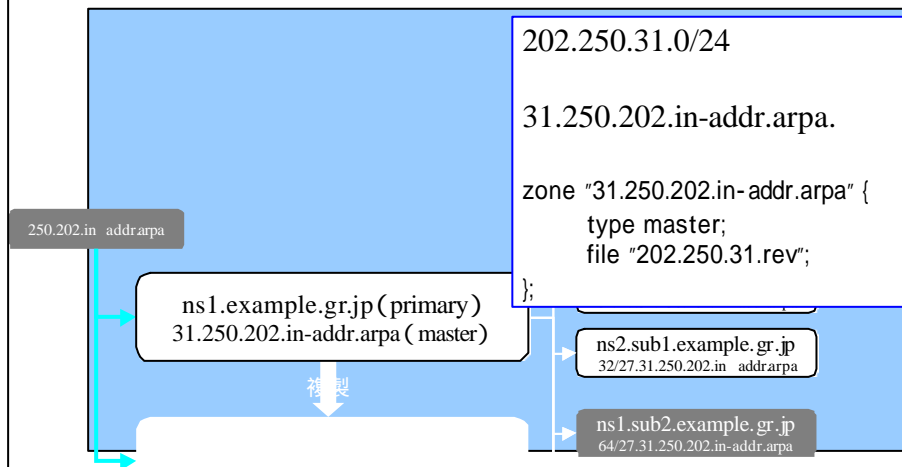 202.250.31.0/24
31.250.202.in-addr.arpa.
zone "31.250.202.in-addr.arpa" {
type master;
file "202.250.31.rev";
};
250.202.in addr.arpa
ns1.example.gr.jp(primary)
31.250.202.in-addr.arpa(master)
複製
ns2.sub1.example.gr.jp
32/27.31.250.202.in addr.arpa
ns1.sub2.example.gr.jp
64/27.31.250.202.in-addr.arpa